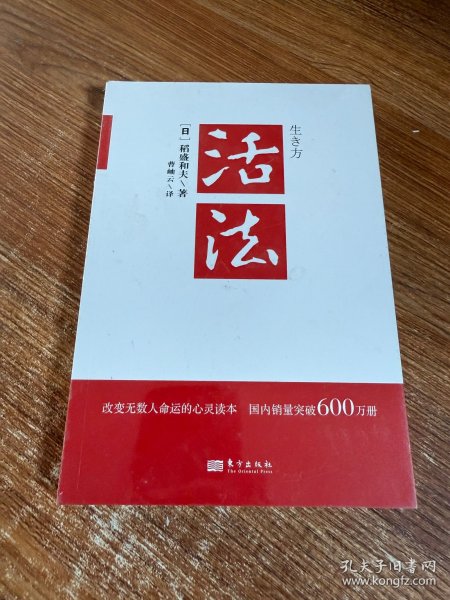 生き方
活
法
[日]稻盛和夫\著
曹岫云\译
改变无数人命运的心灵读本 国内销量突破600万册
东方出版社
The Oriental Press
孔夫子旧书网
www.kongfz.com